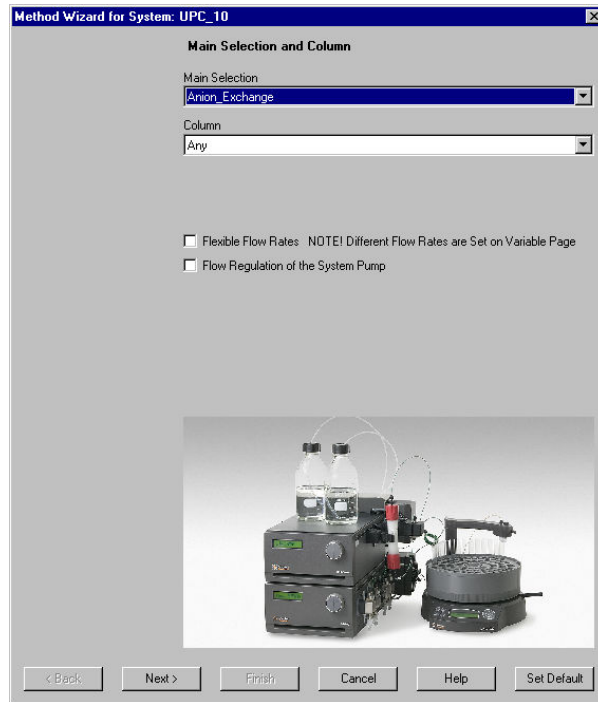 Method Wizard for System: UPC_10
Main Selection and Column
Main Selection
Anion_Exchange
Column
Any
Flexible Flow Rates NOTE! Different Flow Rates are Set on Variable Page
Flow Regulation of the System Pump
< Back Next > Finish Cancel Help Set Default